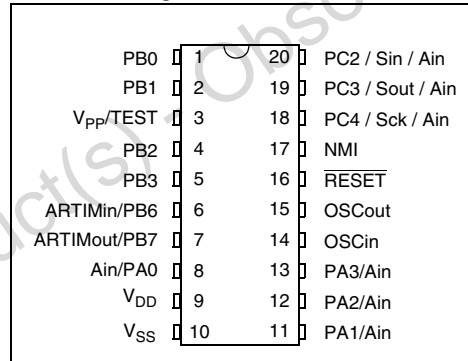 PB0 1 20 PC2 / Sin / Ain
PB1 2 19 PC3 / Sout / Ain
VPP/TEST 3 18 PC4 / Sck / Ain
PB2 4 17 NMI
PB3 5 16 RESET
ARTIMin/PB6 6 15 OSCout
ARTIMout/PB7 7 14 OSCin
Ain/PA0 8 13 PA3/Ain
VDD 9 12 PA2/Ain
VSS 10 11 PA1/Ain